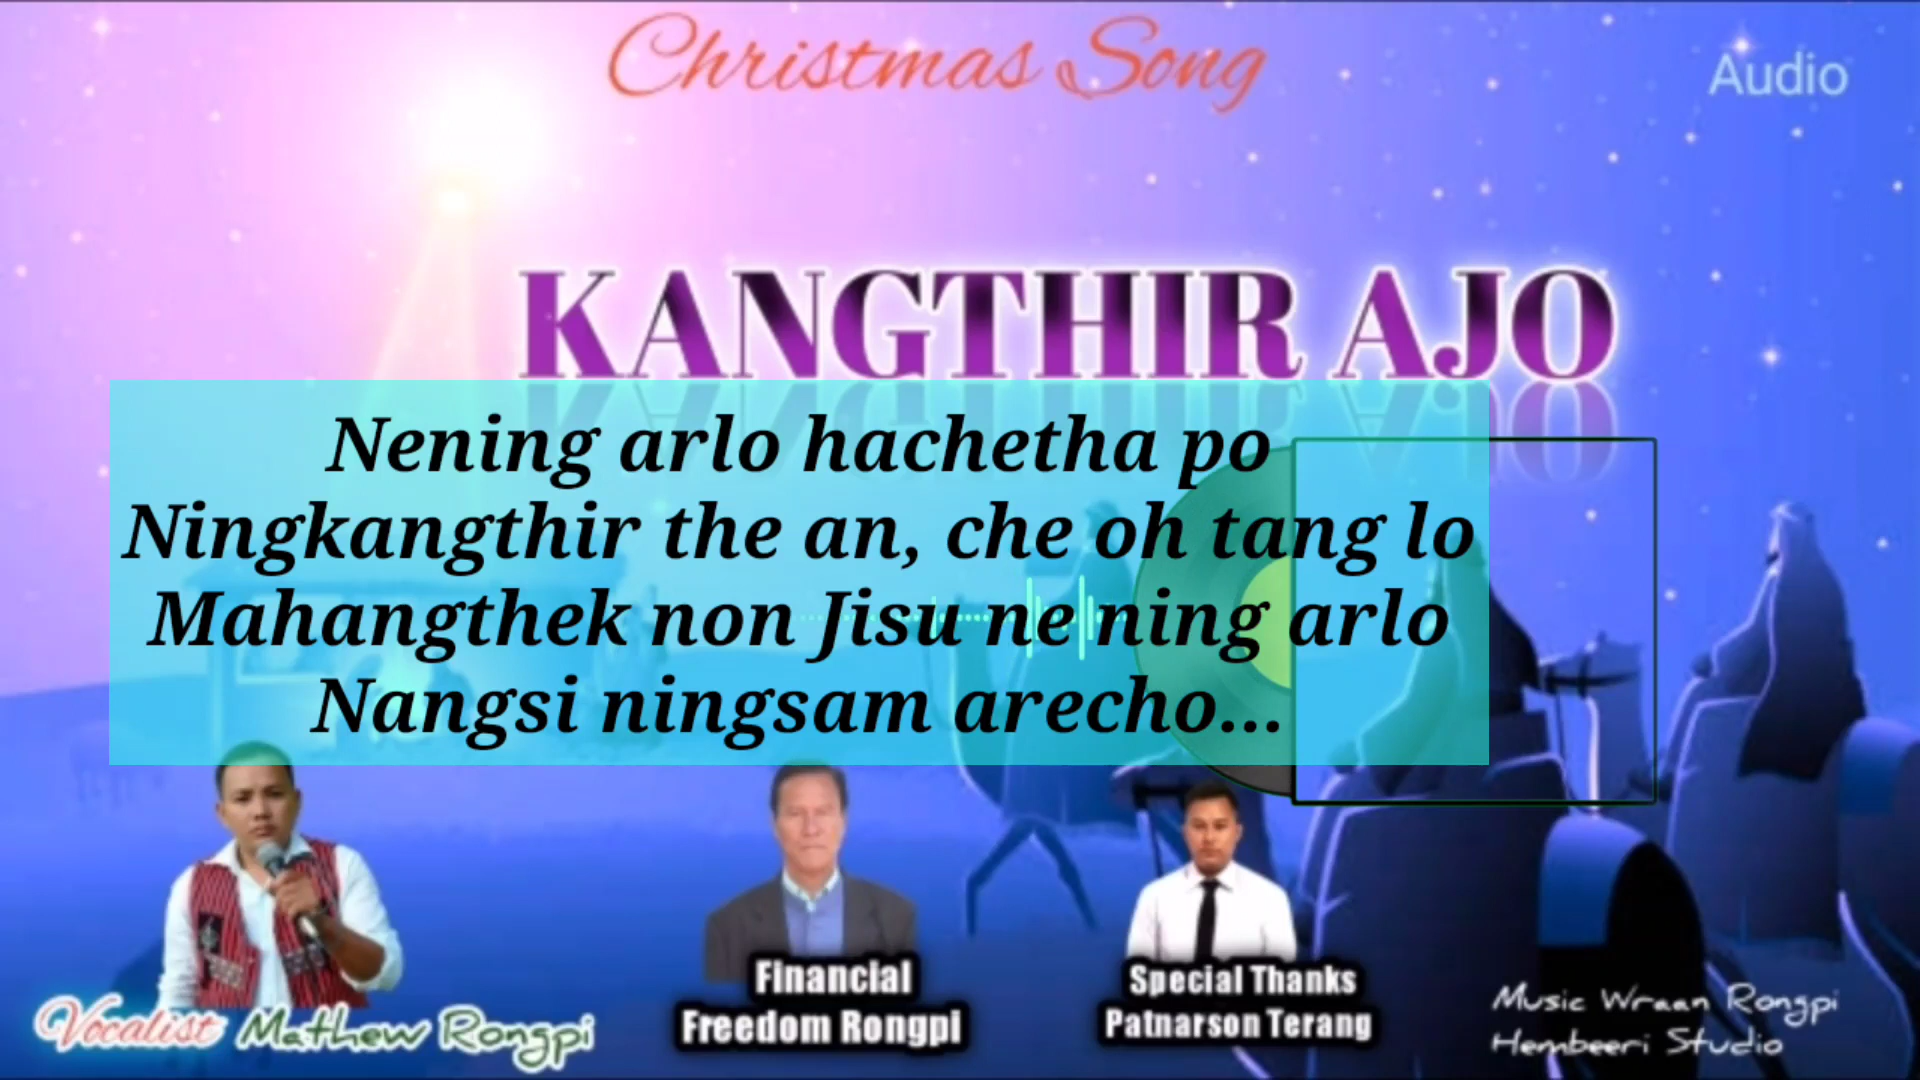 Christmas Song
Audio
KANGTHIR AJO
Nening arlo hachetha po
Ningkangthir the an, che oh tang lo
Mahangthek non Jisu ne ning arlo
Nangsi ningsam arecho...
Vocalist Mathew Rongpi
Financial
Freedom Rongpi
Special Thanks
Patnarson Terang
Music Wraan Rongpi
Hembeeri Studio